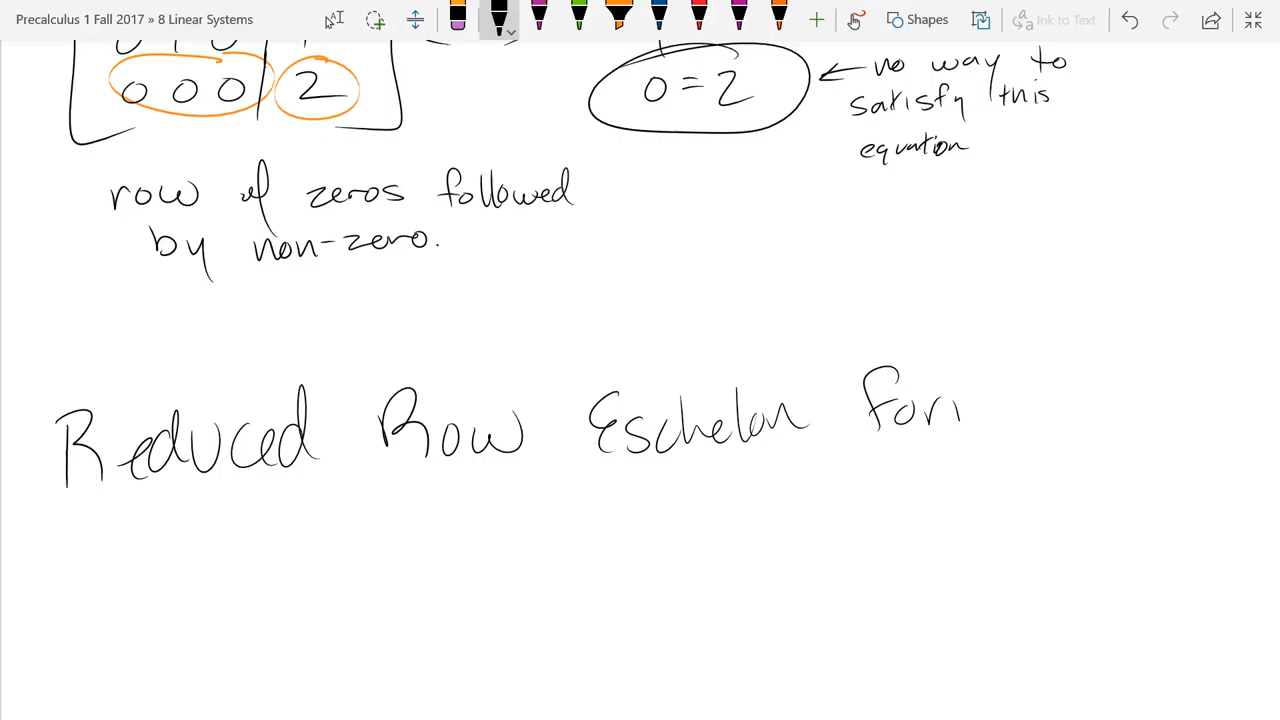 Precalculus 1 Fall 2017 » 8 Linear Systems
Shapes
Ink to Text
0 0 0 | 2
0 = 2
← no way to
satisfy this
equation
row of zeros followed
by non-zero.
Reduced Row Eschelon For